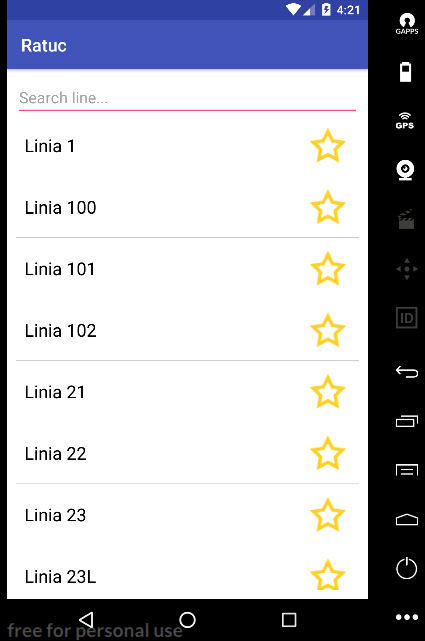 4:21
Ratuc
Search line...
Linia 1
Linia 100
Linia 101
Linia 102
Linia 21
Linia 22
Linia 23
Linia 23L
free for personal use
GAPPS
GPS
ID